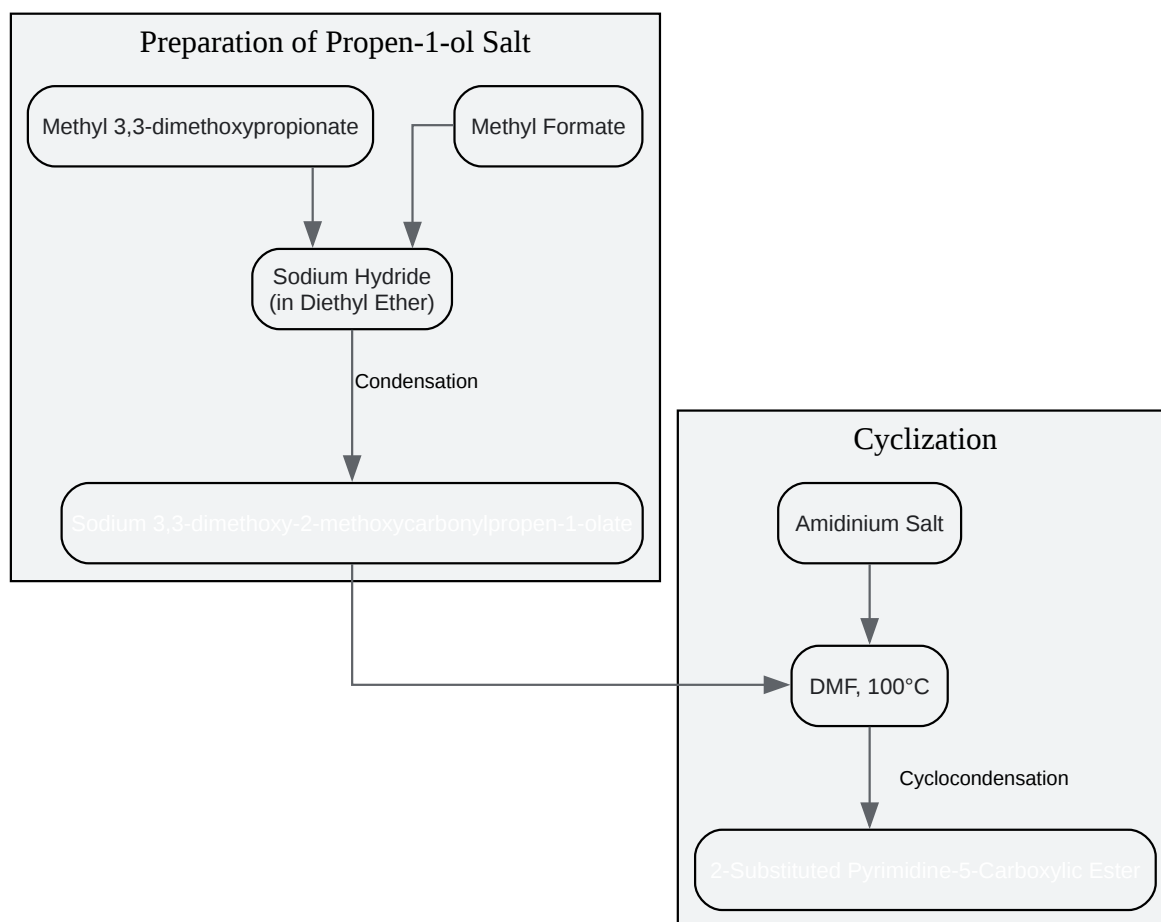 Preparation of Propen-1-ol Salt
Methyl 3,3-dimethoxypropionate
Methyl Formate
Sodium Hydride
(in Diethyl Ether)
Condensation
Sodium 3,3-dimethoxy-2-methoxycarbonylpropen-1-olate
Cyclization
Amidinium Salt
DMF, 100°C
Cyclocondensation
2-Substituted Pyrimidine-5-Carboxylic Ester